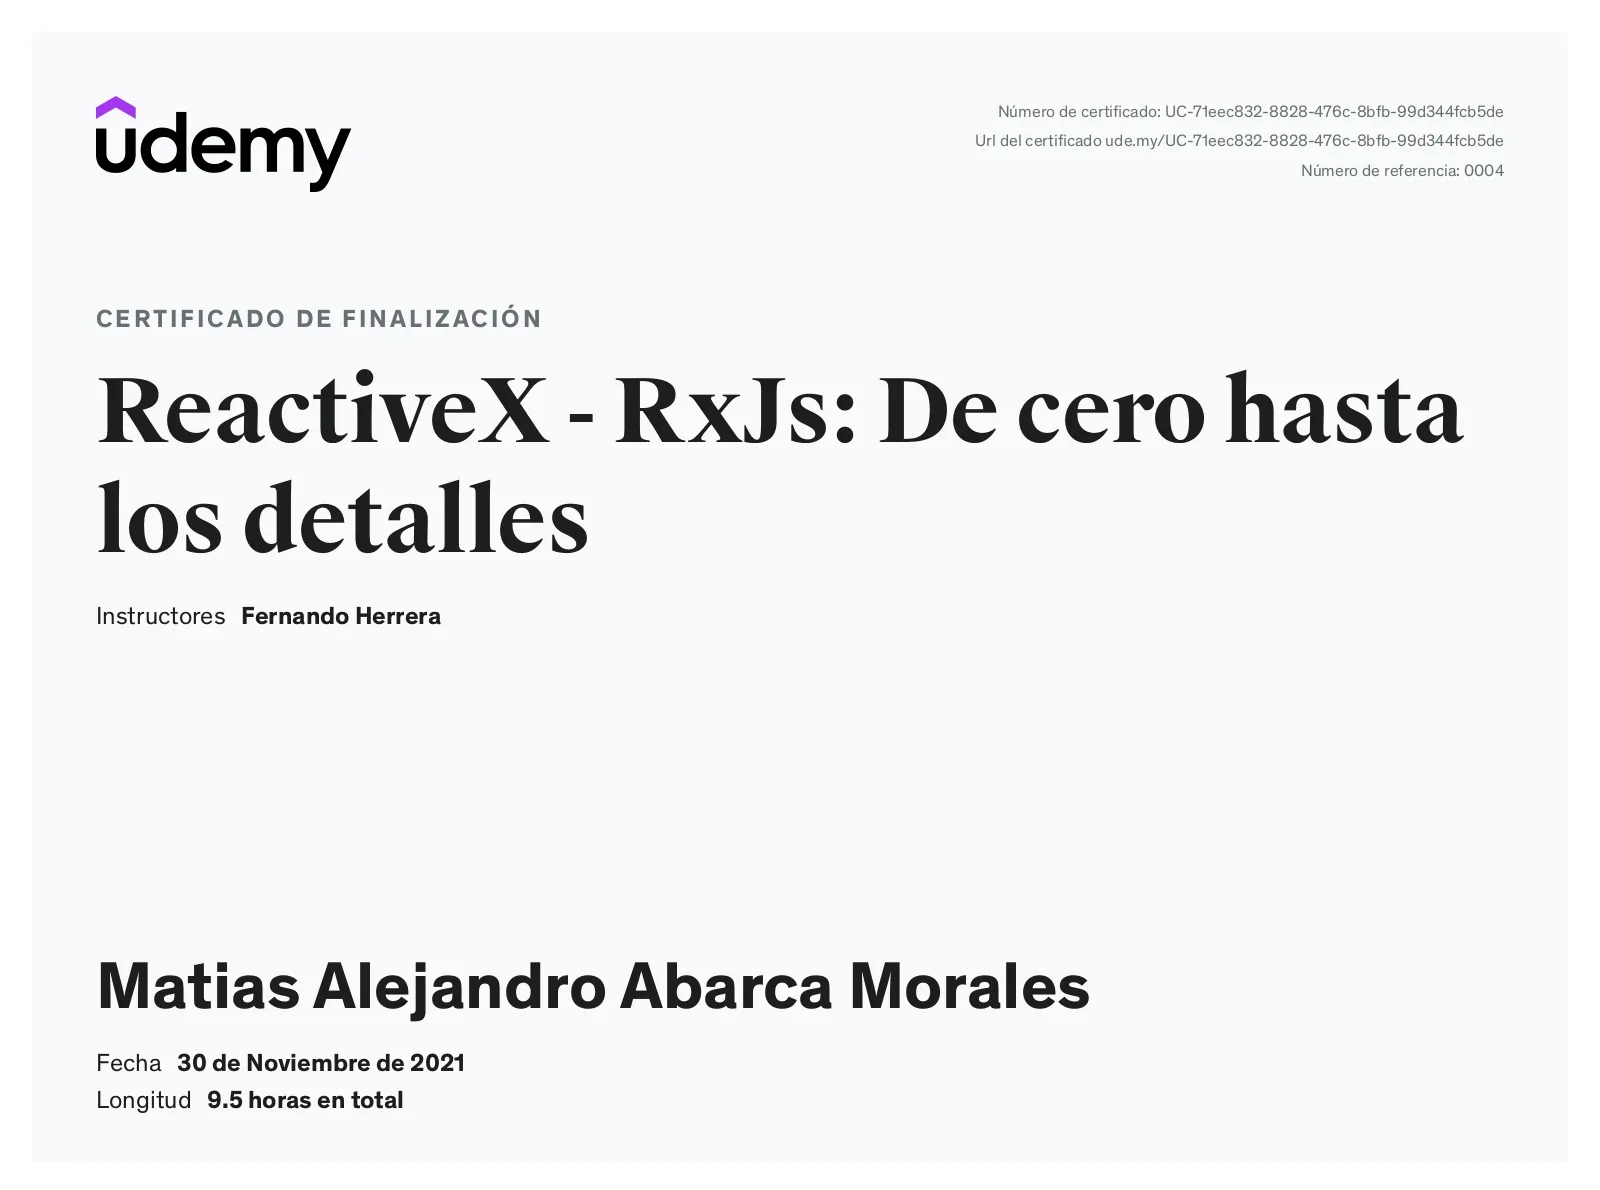 udemy
Número de certificado: UC-71eec832-8828-476c-8bfb-99d344fcb5de
Url del certificado ude.my/UC-71eec832-8828-476c-8bfb-99d344fcb5de
Número de referencia: 0004
CERTIFICADO DE FINALIZACIÓN
ReactiveX - RxJs: De cero hasta
los detalles
Instructores Fernando Herrera
Matias Alejandro Abarca Morales
Fecha 30 de Noviembre de 2021
Longitud 9.5 horas en total